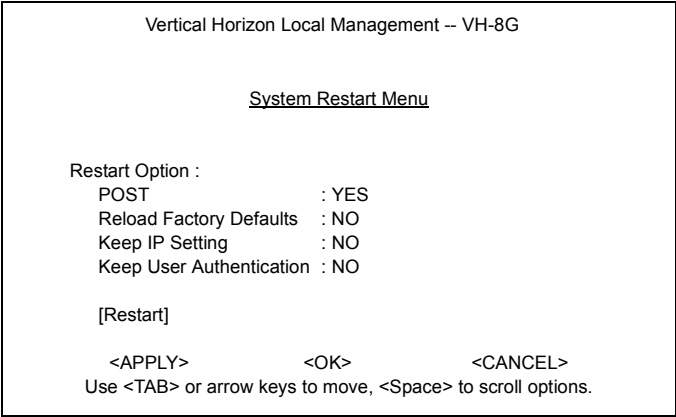 Vertical Horizon Local Management -- VH-8G
System Restart Menu
Restart Option :
POST : YES
Reload Factory Defaults : NO
Keep IP Setting : NO
Keep User Authentication : NO
[Restart]
<APPLY> <OK> <CANCEL>
Use <TAB> or arrow keys to move, <Space> to scroll options.